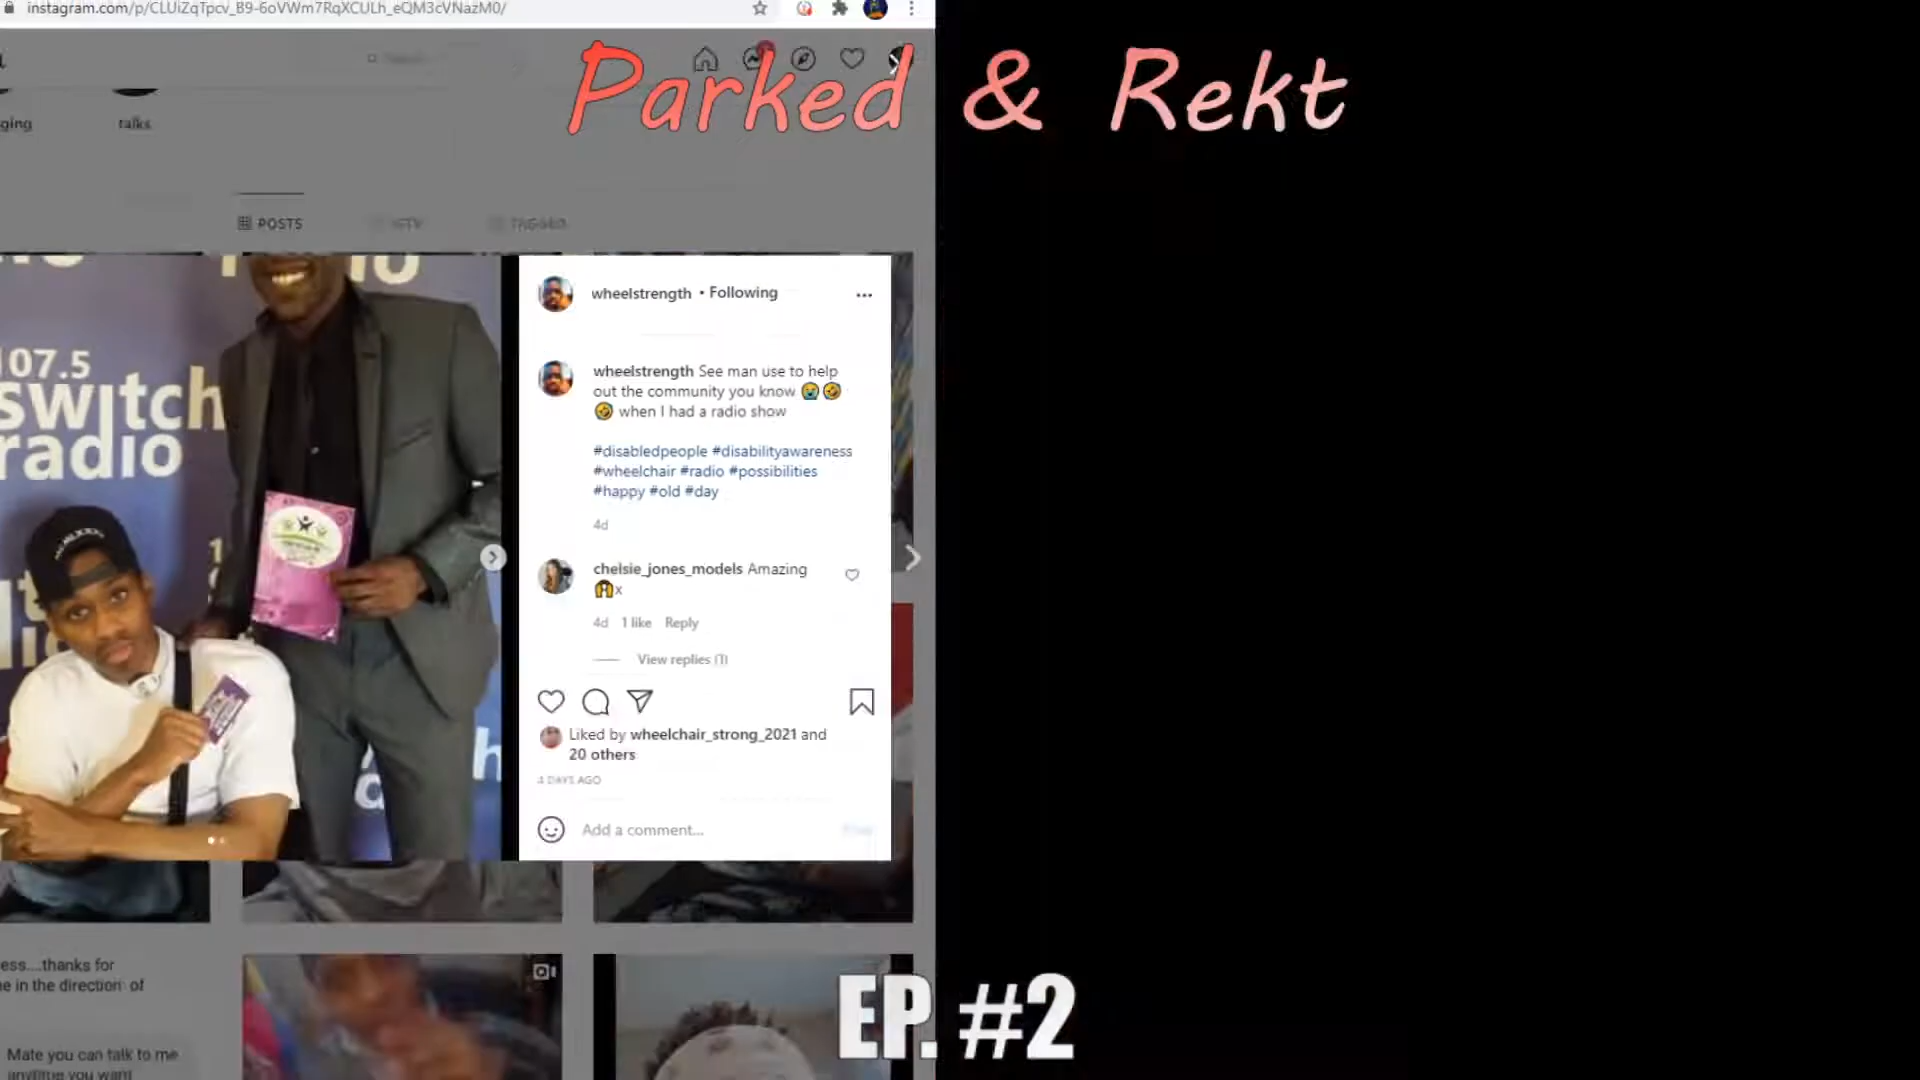 instagram.com/p/CLUiZqTpcv_B9-6oVWm7RqXCULh_eQM3cVNazM0/
Parked & Rekt
ging
talks
POSTS
IGTV
TAGGED
107.5
switch
radio
wheelstrength • Following
wheelstrength See man use to help
out the community you know 😭🤣
🤣 when I had a radio show
#disabledpeople #disabilityawareness
#wheelchair #radio #possibilities
#happy #old #day
4d
chelsie_jones_models Amazing
🙌x
4d 1 like Reply
View replies (1)
Liked by wheelchair_strong_2021 and
20 others
4 DAYS AGO
Add a comment...
ess....thanks for
e in the direction of
Mate you can talk to me
anytime you want
EP. #2